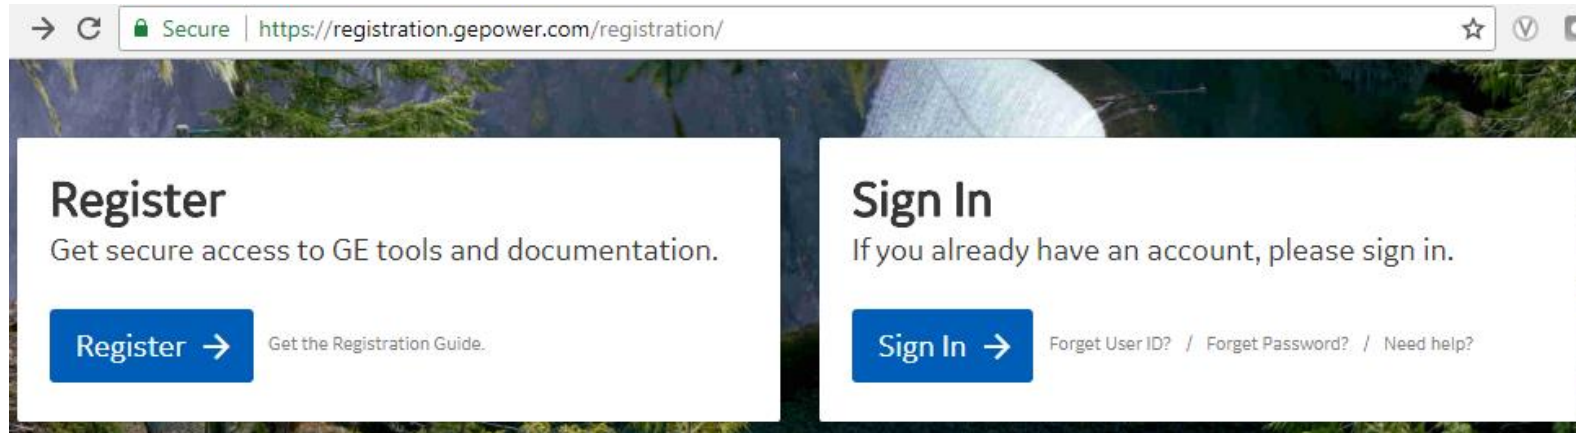 Secure https://registration.gepower.com/registration/
Register
Get secure access to GE tools and documentation.
Register → Get the Registration Guide.
Sign In
If you already have an account, please sign in.
Sign In → Forget User ID? / Forget Password? / Need help?